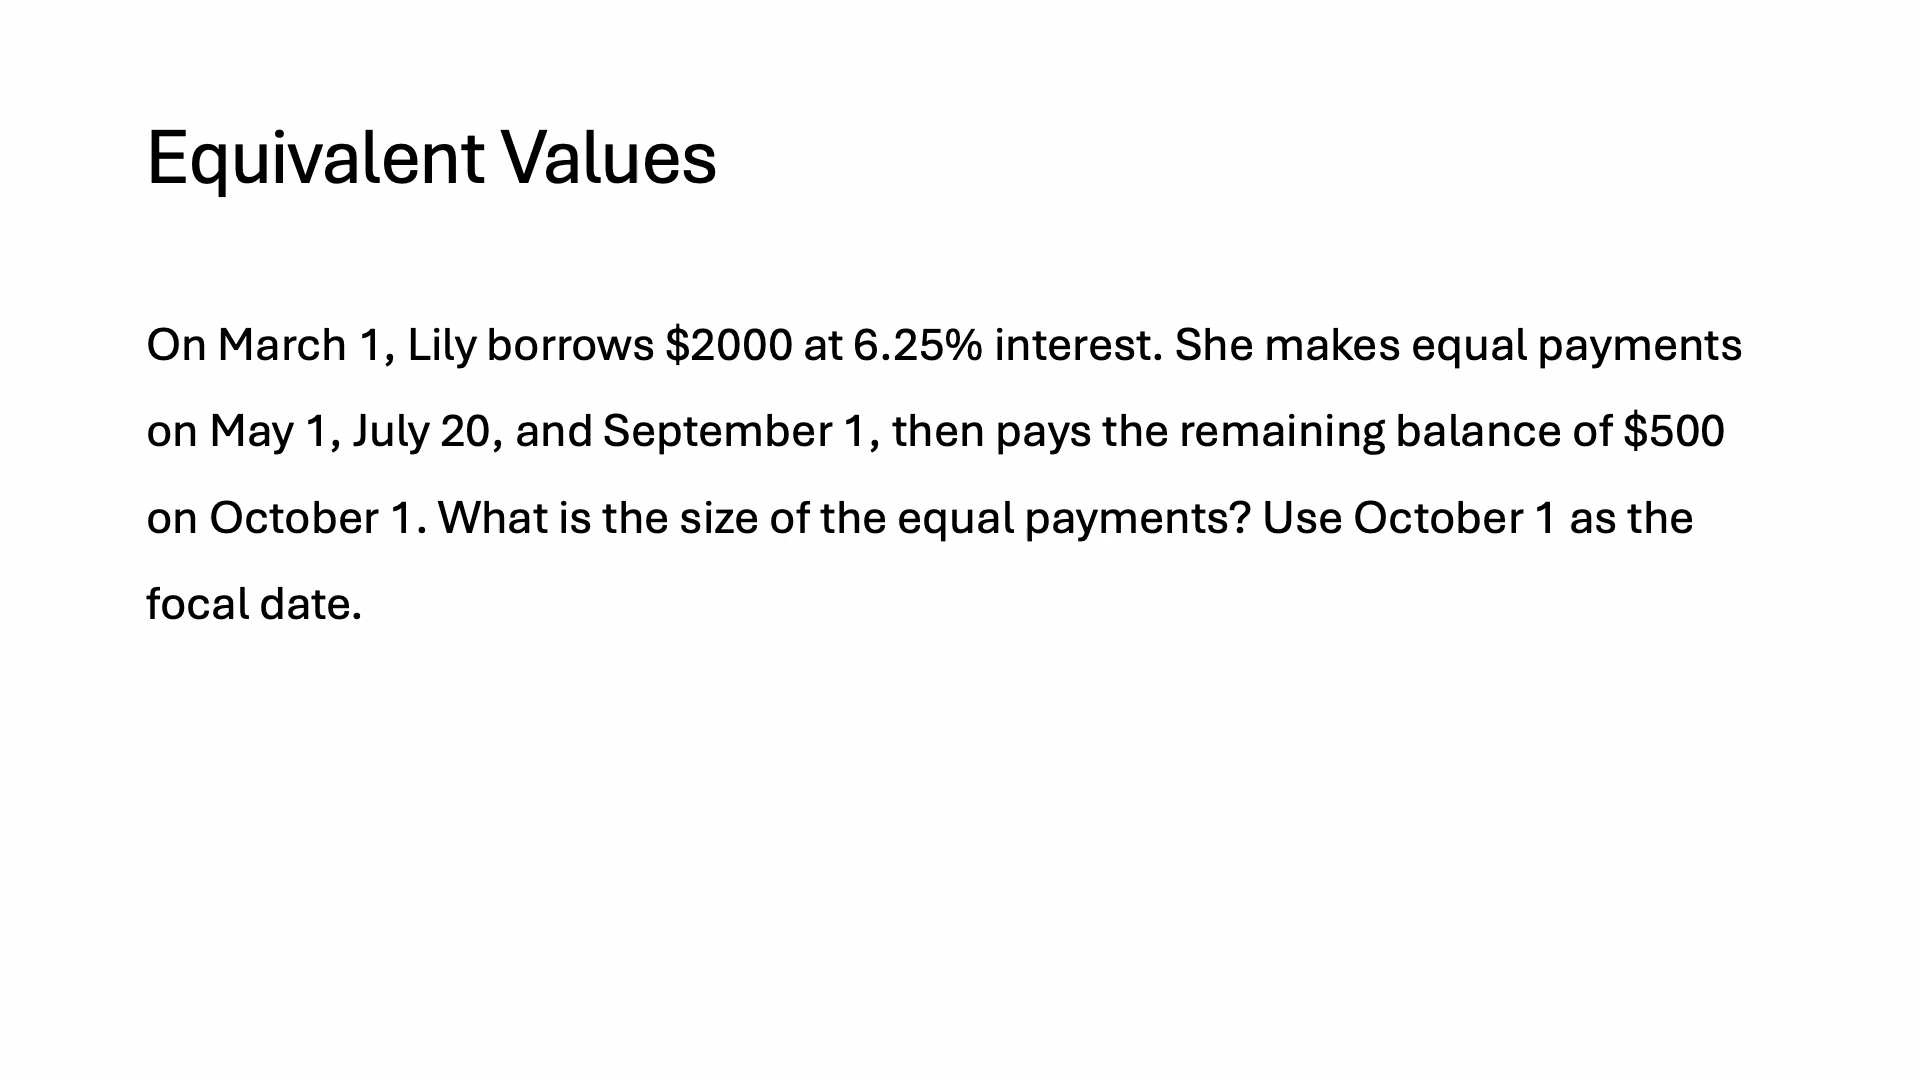 Equivalent Values
On March 1, Lily borrows $2000 at 6.25% interest. She makes equal payments
on May 1, July 20, and September 1, then pays the remaining balance of $500
on October 1. What is the size of the equal payments? Use October 1 as the
focal date.